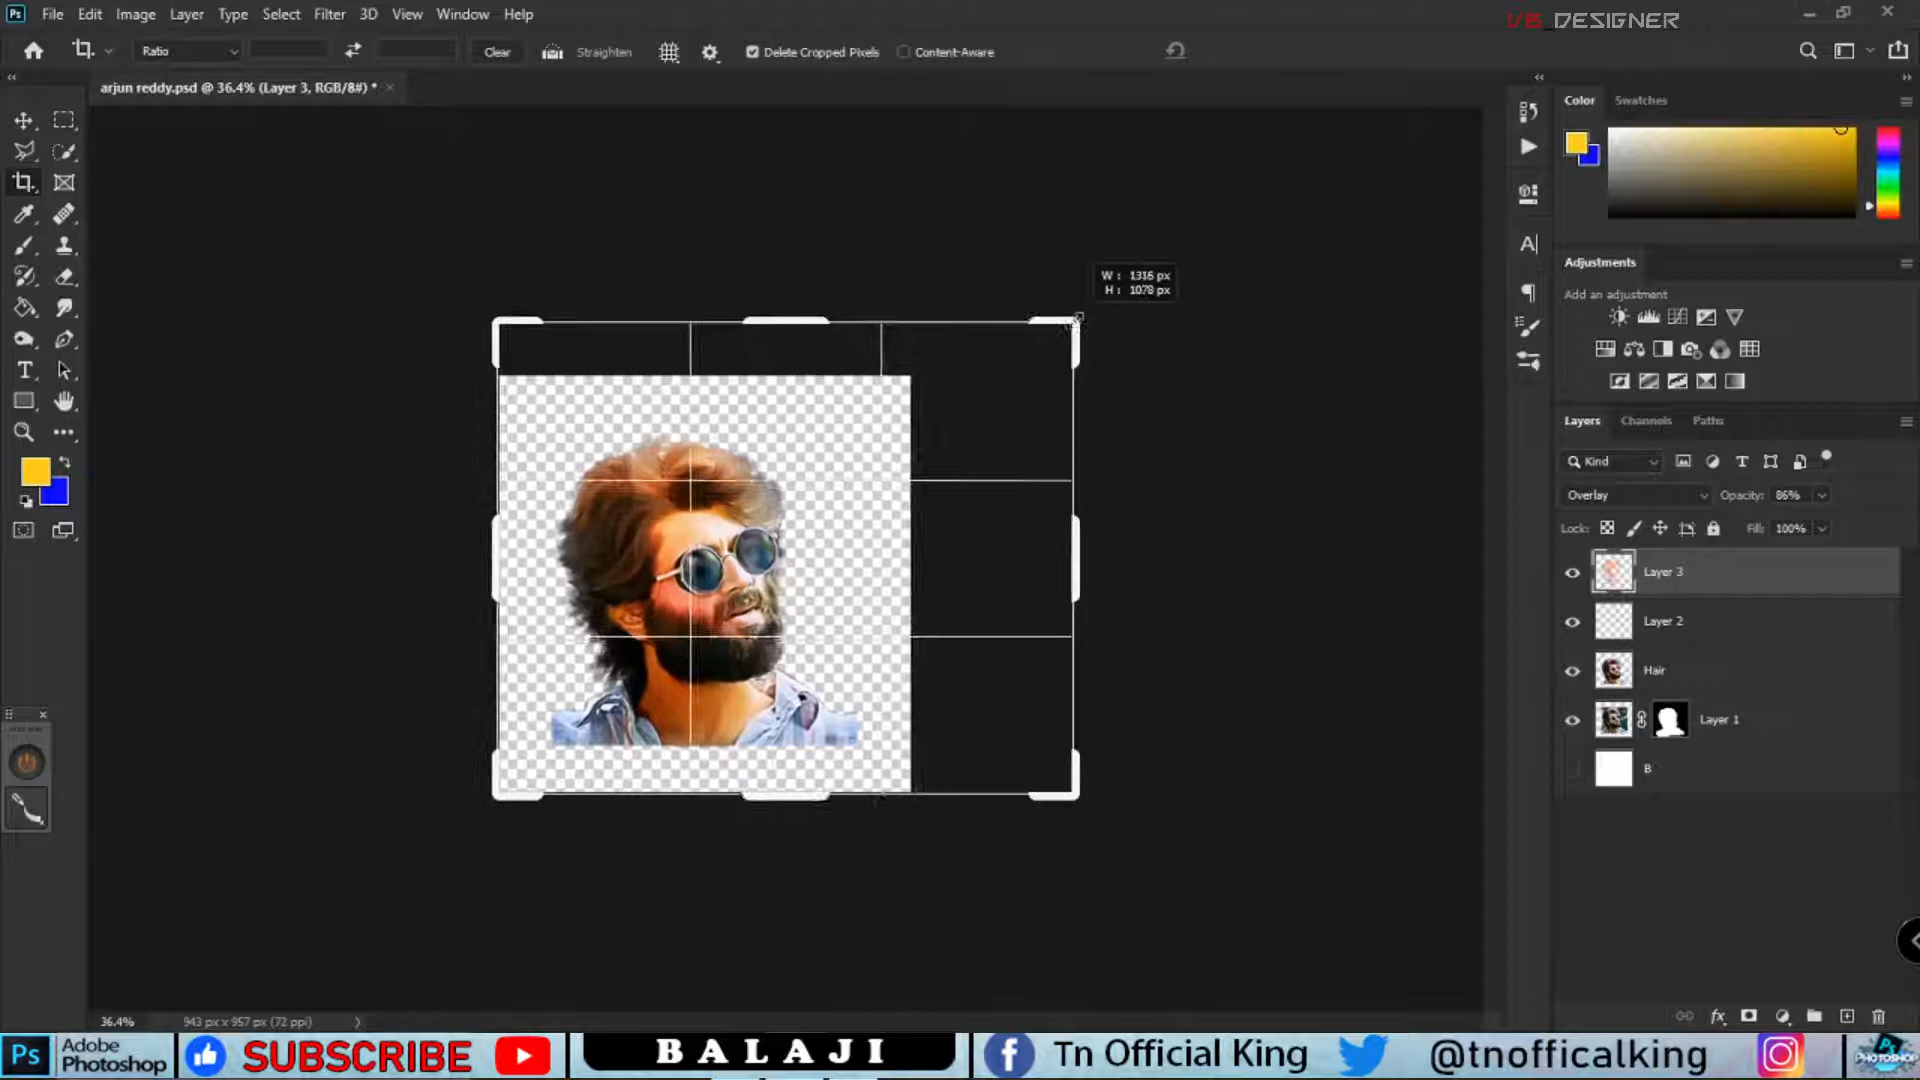 Ps File Edit Image Layer Type Select Filter 3D View Window Help
VB_DESIGNER
Ratio Clear Straighten Delete Cropped Pixels Content-Aware
arjun reddy.psd @ 36.4% (Layer 3, RGB/8#) *
Color Swatches
W : 1316 px
H : 1078 px
Adjustments
Add an adjustment
Layers Channels Paths
Kind
Overlay Opacity: 86%
Lock: Fill: 100%
Layer 3
Layer 2
Hair
Layer 1
B
36.4% 943 px x 957 px (72 ppi)
Ps Adobe Photoshop SUBSCRIBE BALAJI Tn Official King @tnofficalking